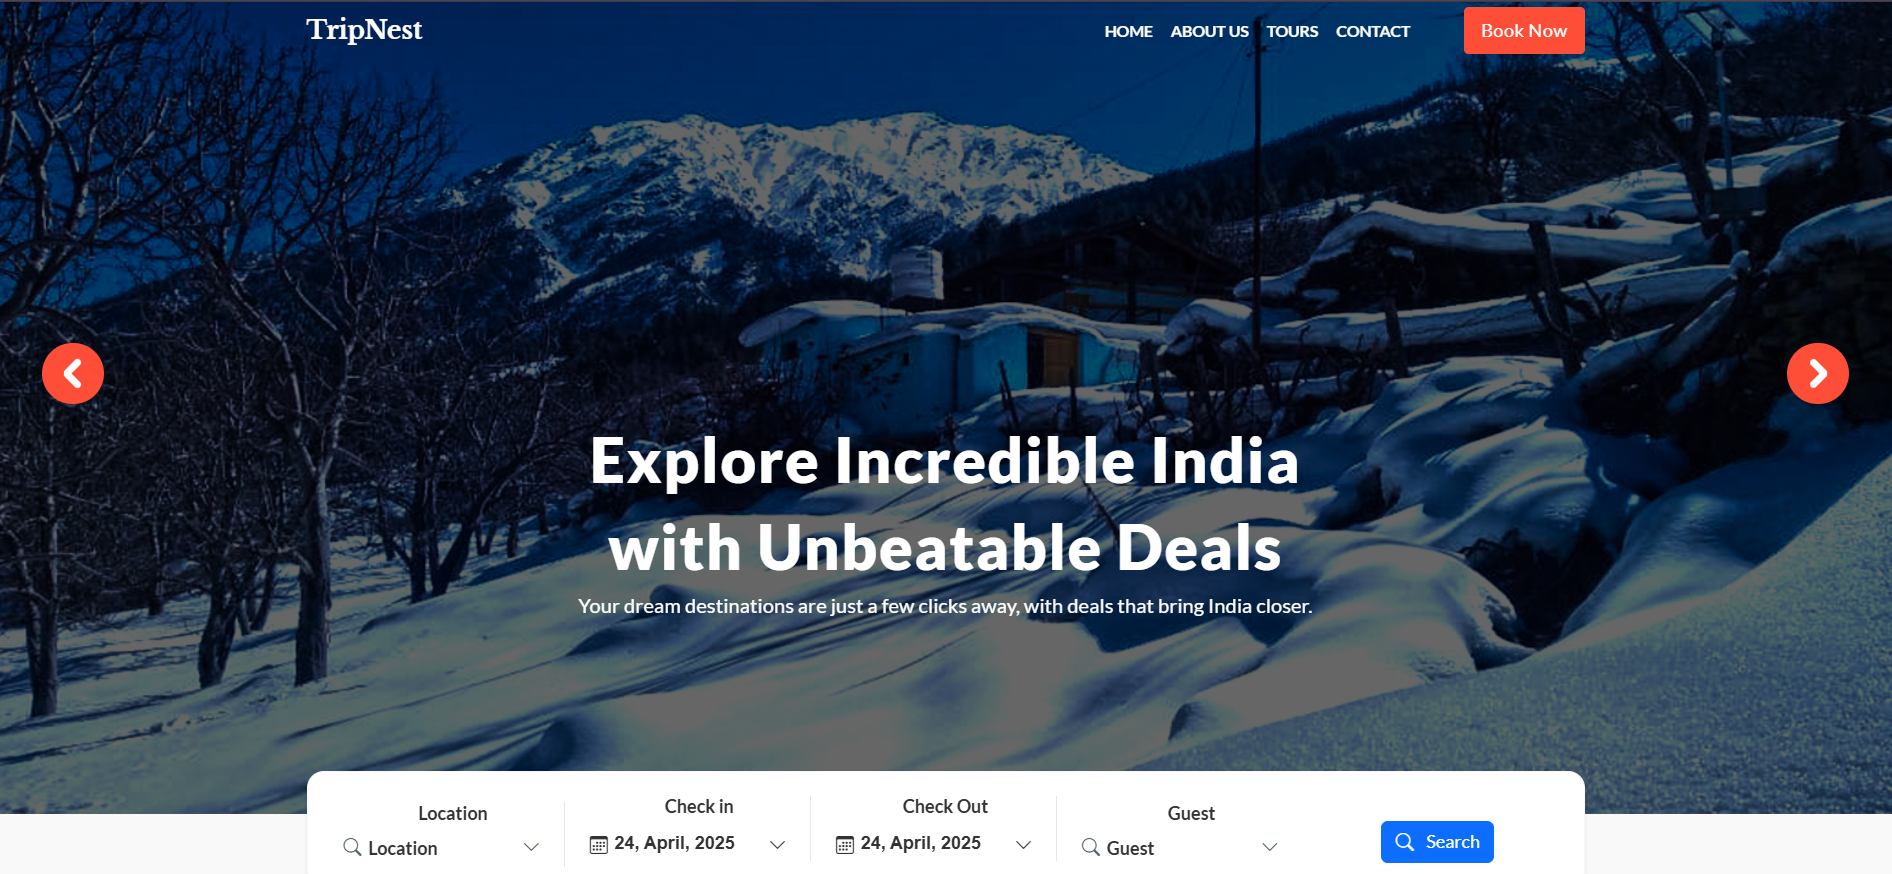 TripNest
HOME ABOUT US TOURS CONTACT Book Now
Explore Incredible India
with Unbeatable Deals
Your dream destinations are just a few clicks away, with deals that bring India closer.
Location Check in Check Out Guest
Location 24, April, 2025 24, April, 2025 Guest Search